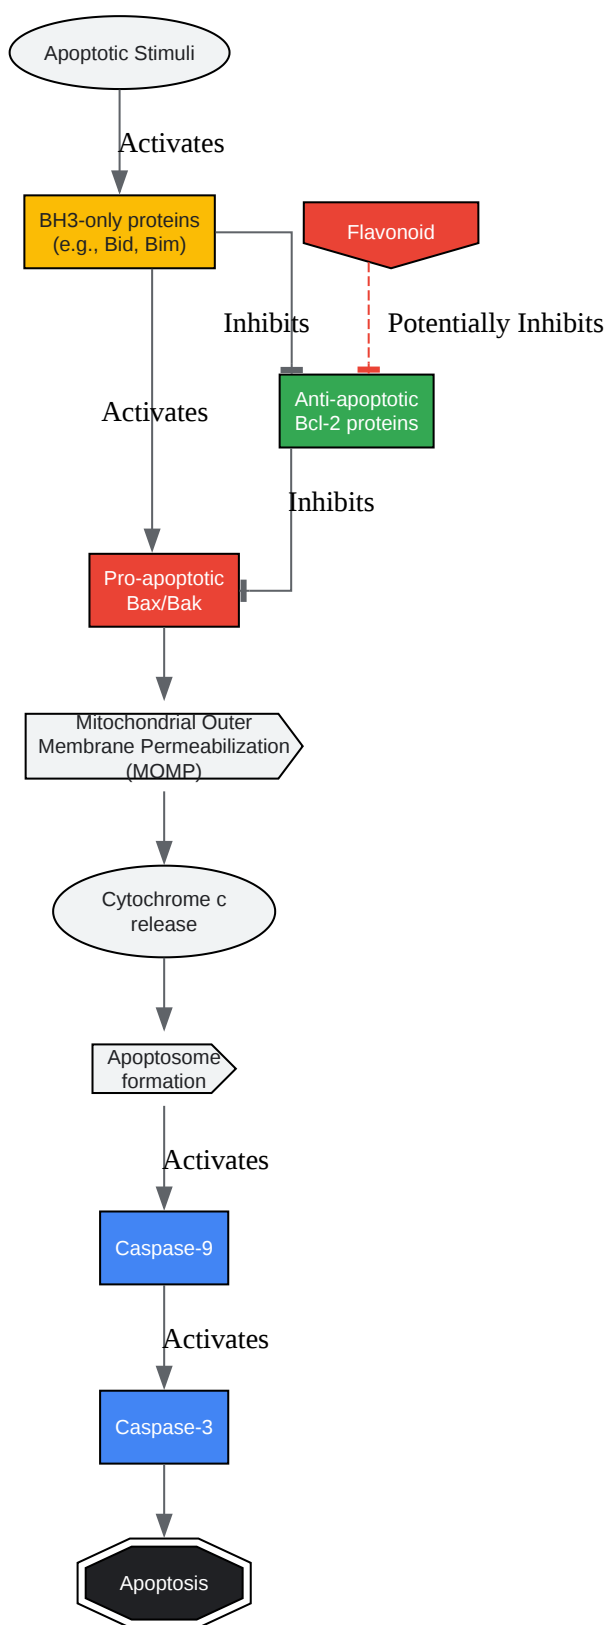 Apoptotic Stimuli
Activates
BH3-only proteins
(e.g., Bid, Bim)
Flavonoid
Inhibits
Potentially Inhibits
Anti-apoptotic
Bcl-2 proteins
Activates
Inhibits
Pro-apoptotic
Bax/Bak
Mitochondrial Outer
Membrane Permeabilization
(MOMP)
Cytochrome c
release
Apoptosome
formation
Activates
Caspase-9
Activates
Caspase-3
Apoptosis